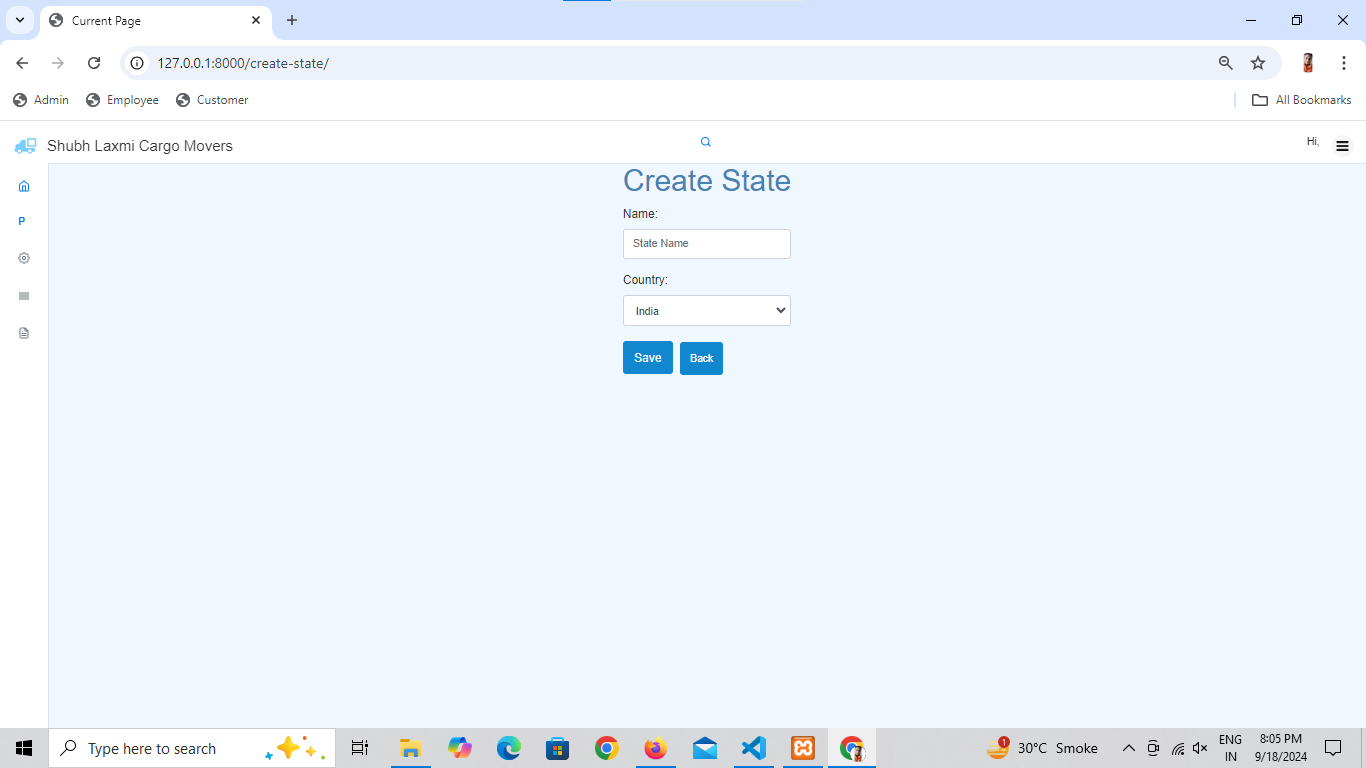 Current Page
127.0.0.1:8000/create-state/
Admin Employee Customer All Bookmarks
Shubh Laxmi Cargo Movers Hi,
Create State
P
Name:
State Name
Country:
India
Save Back
Type here to search 1 30°C Smoke ENG 8:05 PM
IN 9/18/2024